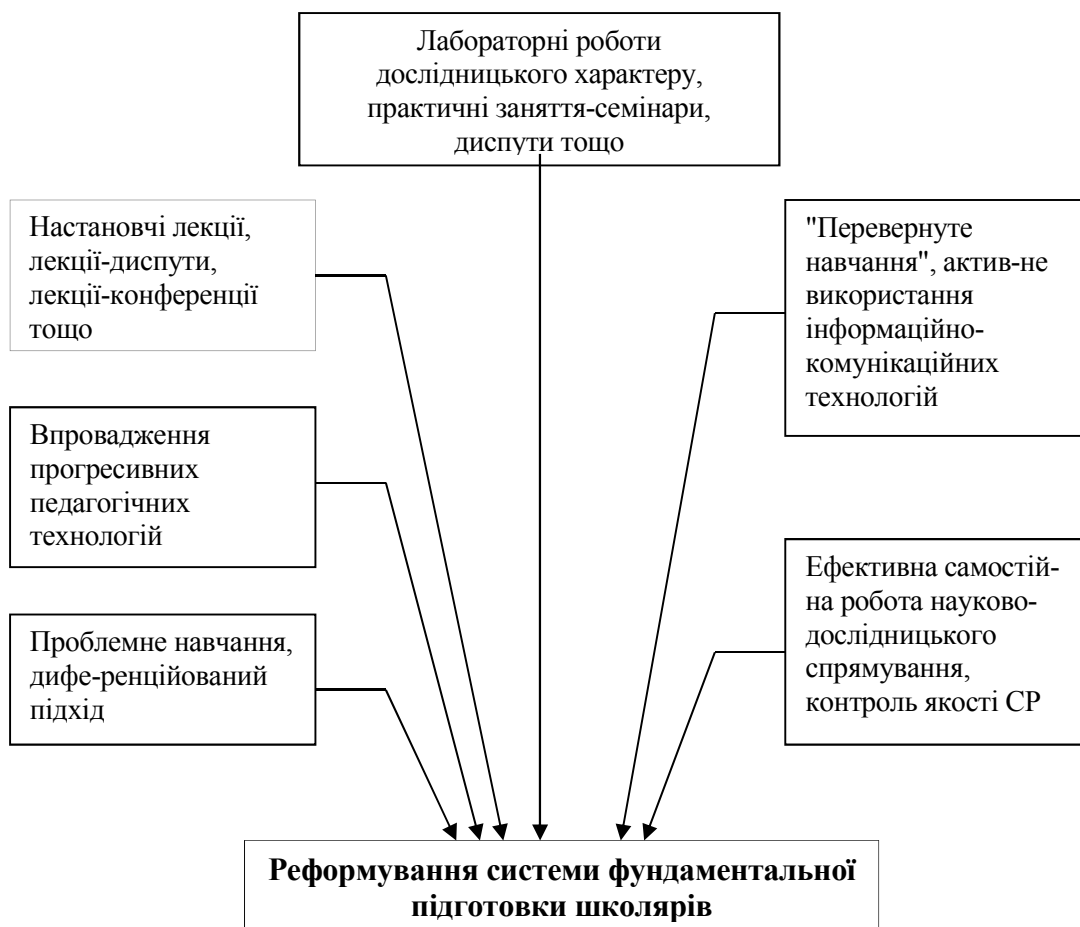 Лабораторні роботи
дослідницького характеру,
практичні заняття-семінари,
диспути тощо
Настановчі лекції,
лекції-диспути,
лекції-конференції
тощо
"Перевернуте
навчання", актив-не
використання
інформаційно-
комунікаційних
технологій
Впровадження
прогресивних
педагогічних
технологій
Ефективна самостій-
на робота науково-
дослідницького
спрямування,
контроль якості СР
Проблемне навчання,
дифе-ренційований
підхід
Реформування системи фундаментальної
підготовки школярів